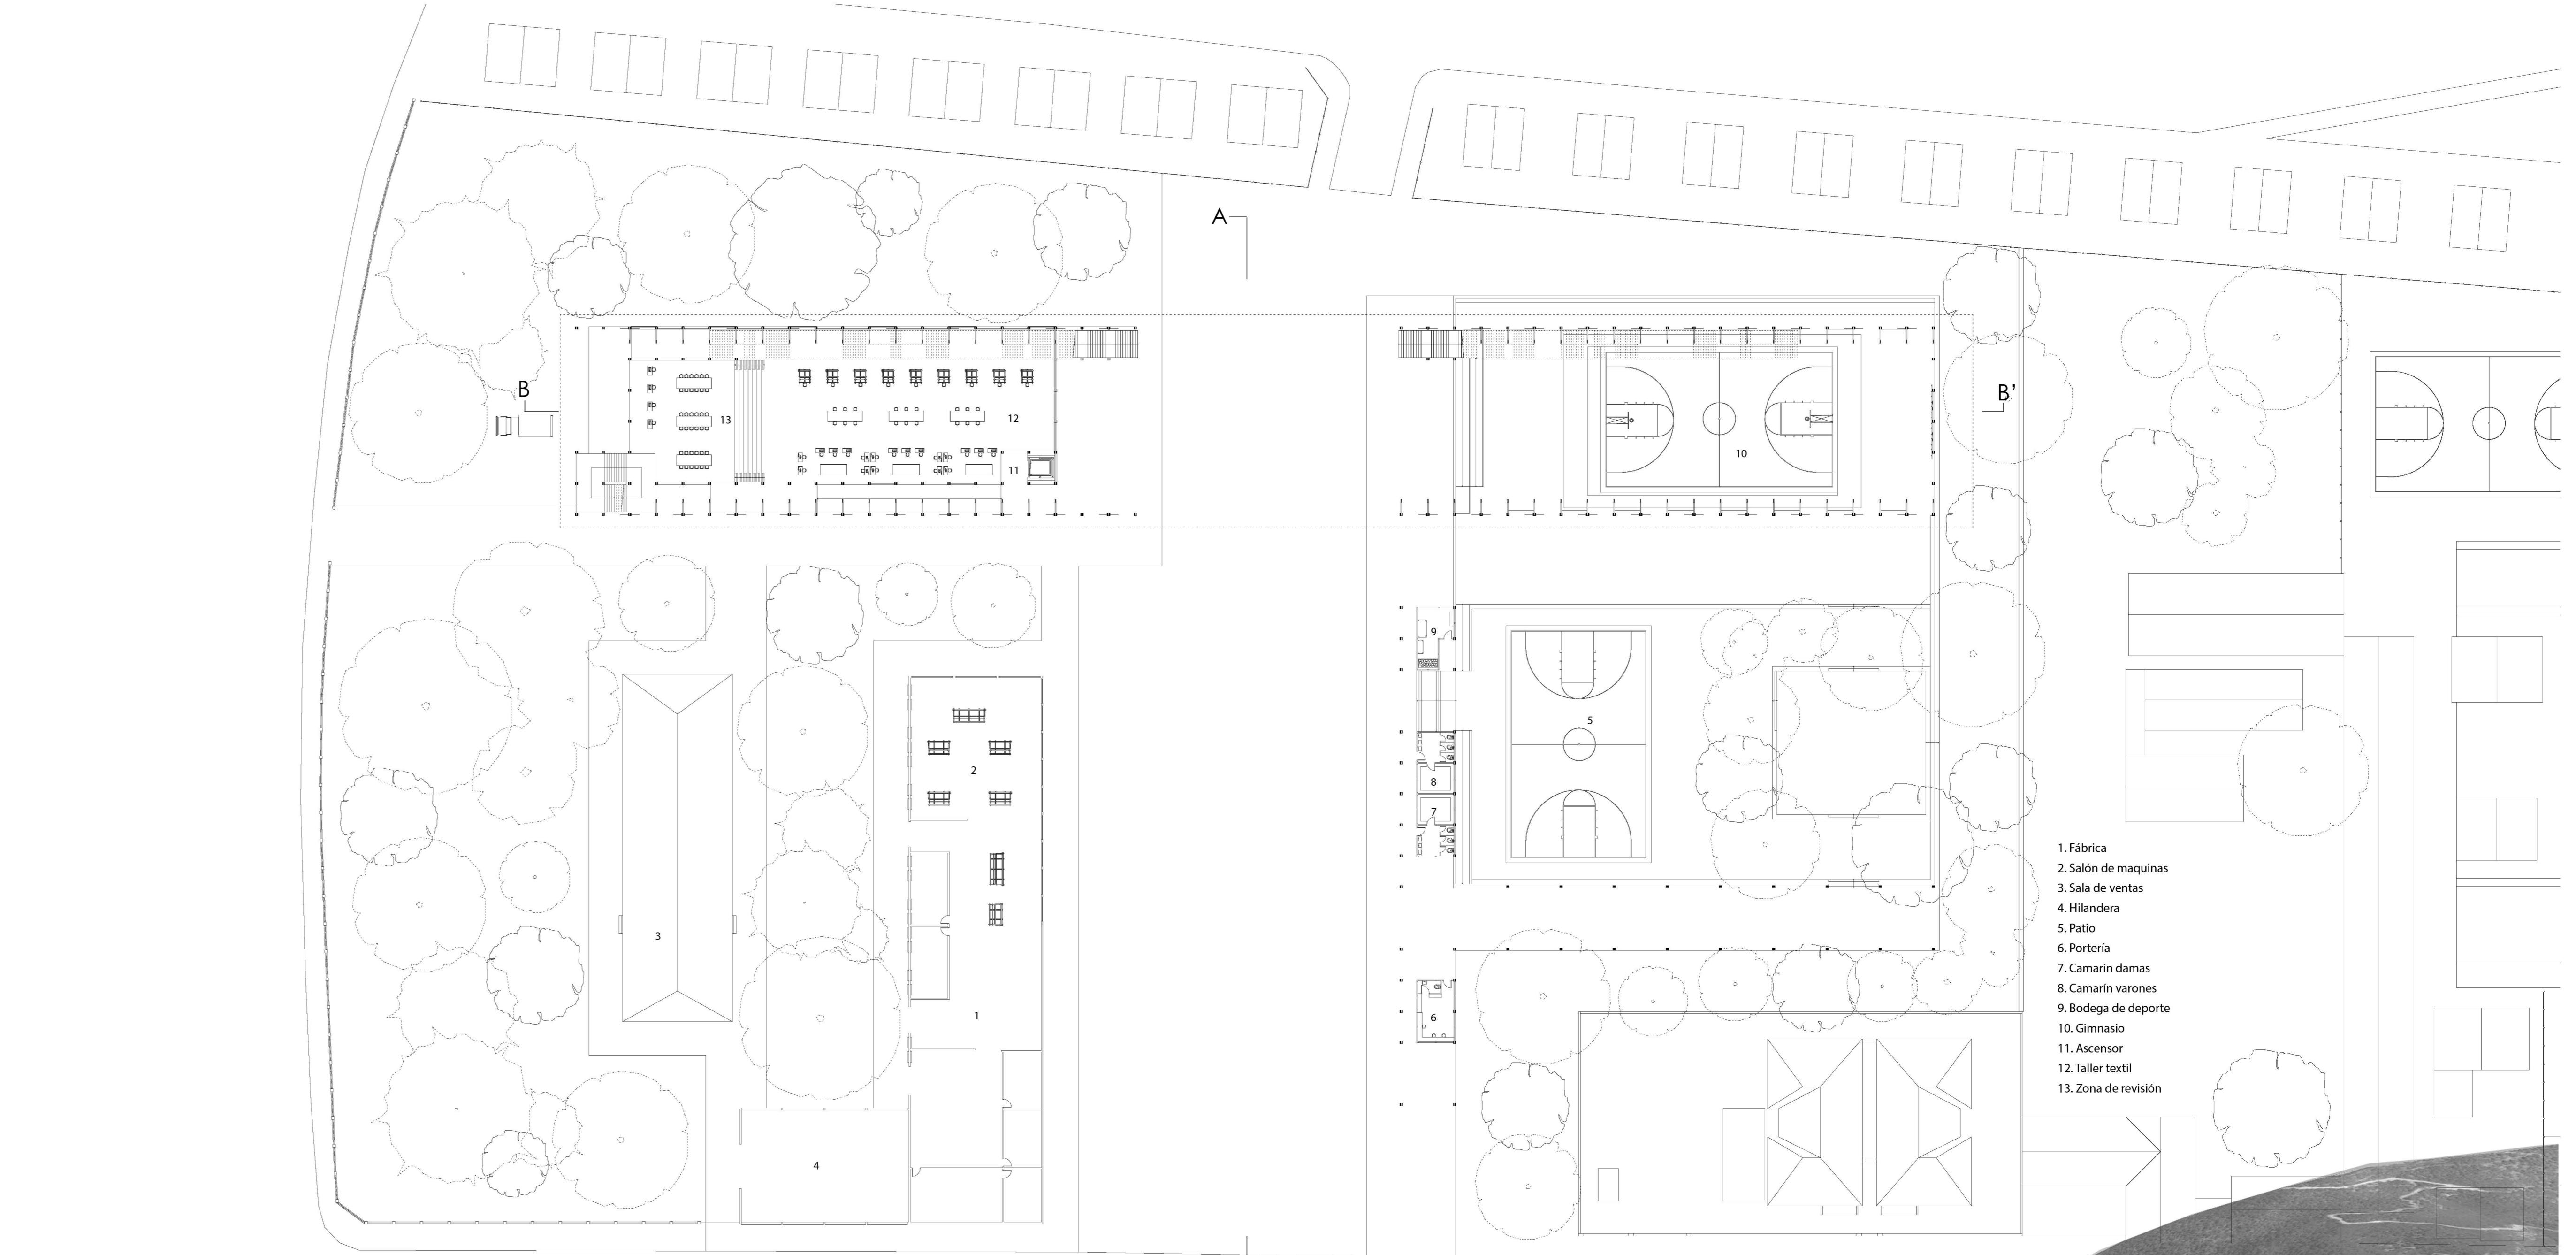 A
B
B'
13
12
11
10
9
5
2
8
7
3
1
6
4
1. Fábrica
2. Salón de maquinas
3. Sala de ventas
4. Hilandera
5. Patio
6. Portería
7. Camarín damas
8. Camarín varones
9. Bodega de deporte
10. Gimnasio
11. Ascensor
12. Taller textil
13. Zona de revisión